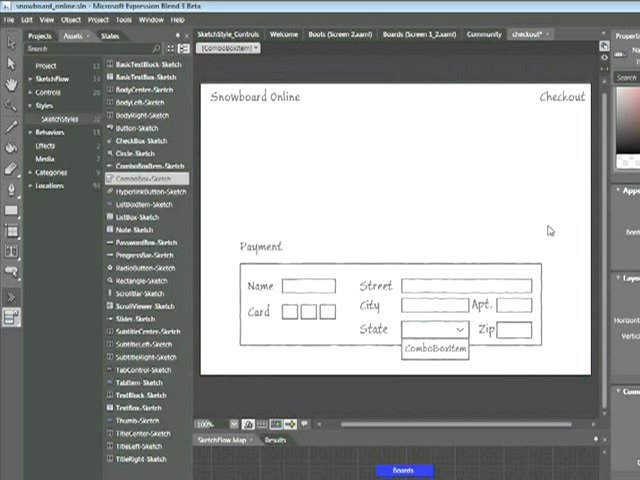 snowboard_online.sln - Microsoft Expression Blend 3 Beta
File Edit View Object Project Tools Window Help
Projects Assets States
SketchStyle_Controls Welcome Boots (Screen 2.xaml) Boards (Screen 1_2.xaml) Community checkout*
Properties
Search
[ComboBoxItem]
Project
SketchFlow
Controls
Styles
SketchStyles
Behaviors
Effects
Media
Categories
Locations
BasicTextBlock-Sketch
BasicTextBox-Sketch
BodyCenter-Sketch
BodyLeft-Sketch
BodyRight-Sketch
Button-Sketch
CheckBox-Sketch
Circle-Sketch
ComboBoxItem-Sketch
ComboBox-Sketch
HyperlinkButton-Sketch
ListBoxItem-Sketch
ListBox-Sketch
Note-Sketch
PasswordBox-Sketch
ProgressBar-Sketch
RadioButton-Sketch
Rectangle-Sketch
ScrollBar-Sketch
ScrollViewer-Sketch
Slider-Sketch
SubtitleCenter-Sketch
SubtitleLeft-Sketch
SubtitleRight-Sketch
TabControl-Sketch
TabItem-Sketch
TextBlock-Sketch
TextBox-Sketch
Thumb-Sketch
TitleCenter-Sketch
TitleLeft-Sketch
TitleRight-Sketch
Snowboard Online Checkout
Payment
Name Street
Card City Apt.
State Zip
ComboBoxItem
Search
100%
SketchFlow Map Results
Boards